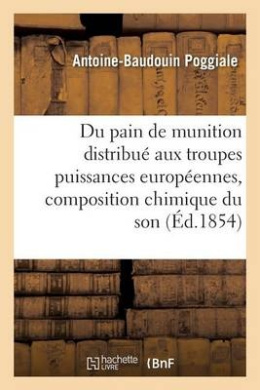 Antoine-Baudouin Poggiale
Du pain de munition distribué aux troupes puissances européennes, composition chimique du son (Éd.1854)
hachette
LIVRE
{BnF